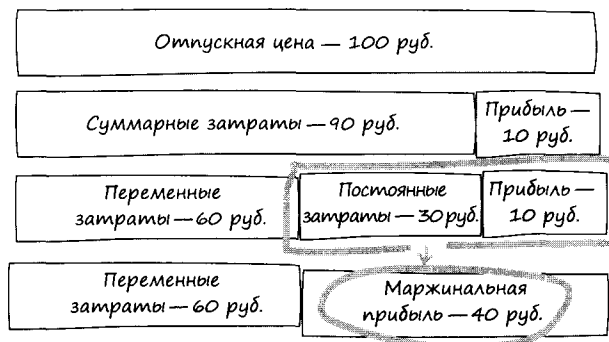 Отпускная цена — 100 руб.
Суммарные затраты — 90 руб.
Прибыль —
10 руб.
Переменные
затраты — 60 руб.
Постоянные
затраты — 30 руб.
Прибыль —
10 руб.
Переменные
затраты — 60 руб.
Маржинальная
прибыль — 40 руб.